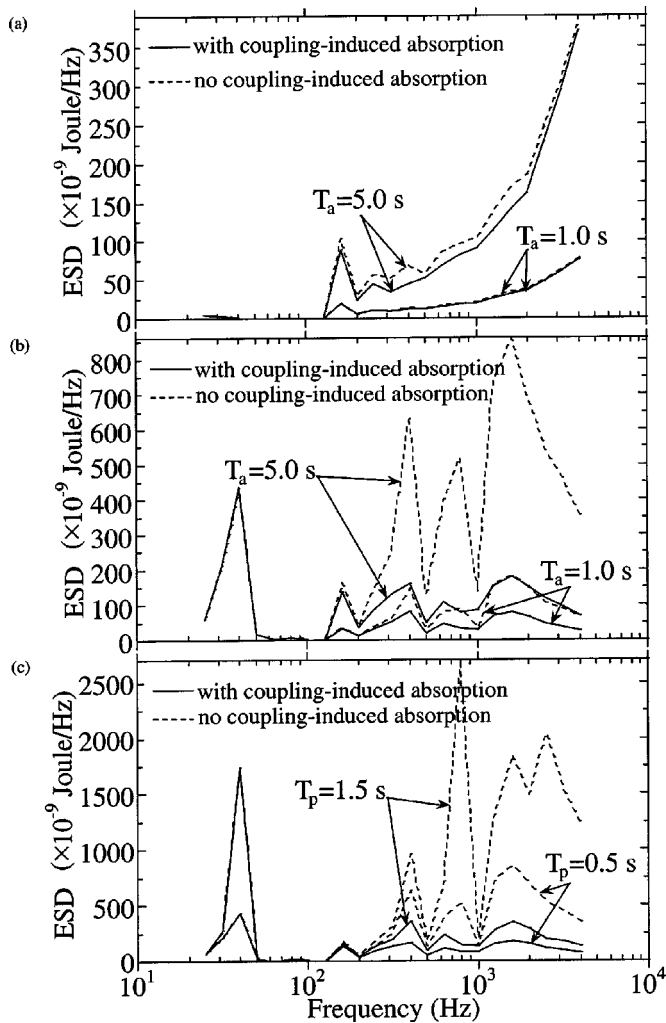 (a)
350
300
250
200
150
100
50
0
ESD (×10⁻⁹ Joule/Hz)
with coupling-induced absorption
no coupling-induced absorption
Tₐ=5.0 s
Tₐ=1.0 s
(b)
800
700
600
500
400
300
200
100
0
ESD (×10⁻⁹ Joule/Hz)
with coupling-induced absorption
no coupling-induced absorption
Tₐ=5.0 s
Tₐ=1.0 s
(c)
2500
2000
1500
1000
500
0
ESD (×10⁻⁹ Joule/Hz)
with coupling-induced absorption
no coupling-induced absorption
Tₚ=1.5 s
Tₚ=0.5 s
10¹ 10² 10³ 10⁴
Frequency (Hz)